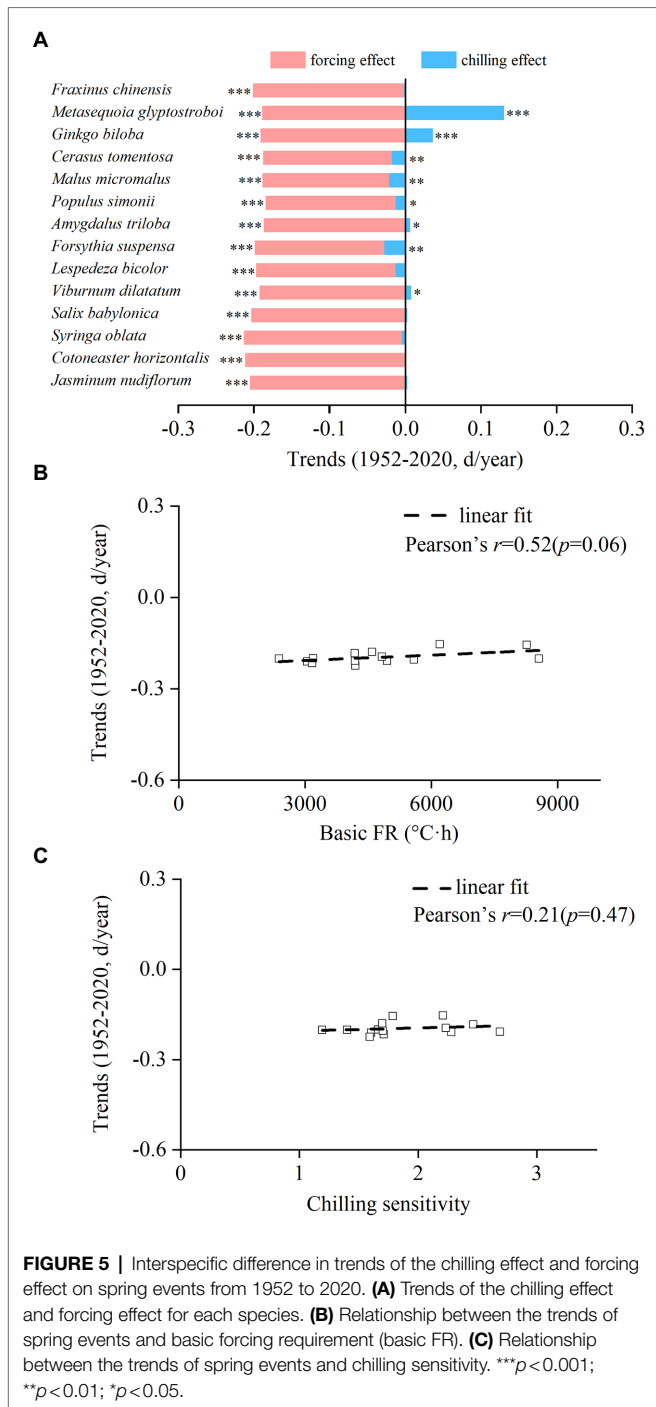 A
forcing effect chilling effect
Fraxinus chinensis ***
Metasequoia glyptostroboi *** ***
Ginkgo biloba *** ***
Cerasus tomentosa *** **
Malus micromalus *** **
Populus simonii *** *
Amygdalus triloba *** *
Forsythia suspensa *** **
Lespedeza bicolor ***
Viburnum dilatatum *** *
Salix babylonica ***
Syringa oblata ***
Cotoneaster horizontalis ***
Jasminum nudiflorum ***
-0.3 -0.2 -0.1 0.0 0.1 0.2 0.3
Trends (1952-2020, d/year)
B
Trends (1952-2020, d/year)
0.3
0.0
-0.3
-0.6
linear fit
Pearson's r=0.52(p=0.06)
0 3000 6000 9000
Basic FR (°C·h)
C
Trends (1952-2020, d/year)
0.3
0.0
-0.3
-0.6
linear fit
Pearson's r=0.21(p=0.47)
0 1 2 3
Chilling sensitivity
FIGURE 5 | Interspecific difference in trends of the chilling effect and forcing
effect on spring events from 1952 to 2020. (A) Trends of the chilling effect
and forcing effect for each species. (B) Relationship between the trends of
spring events and basic forcing requirement (basic FR). (C) Relationship
between the trends of spring events and chilling sensitivity. ***p<0.001;
**p<0.01; *p<0.05.